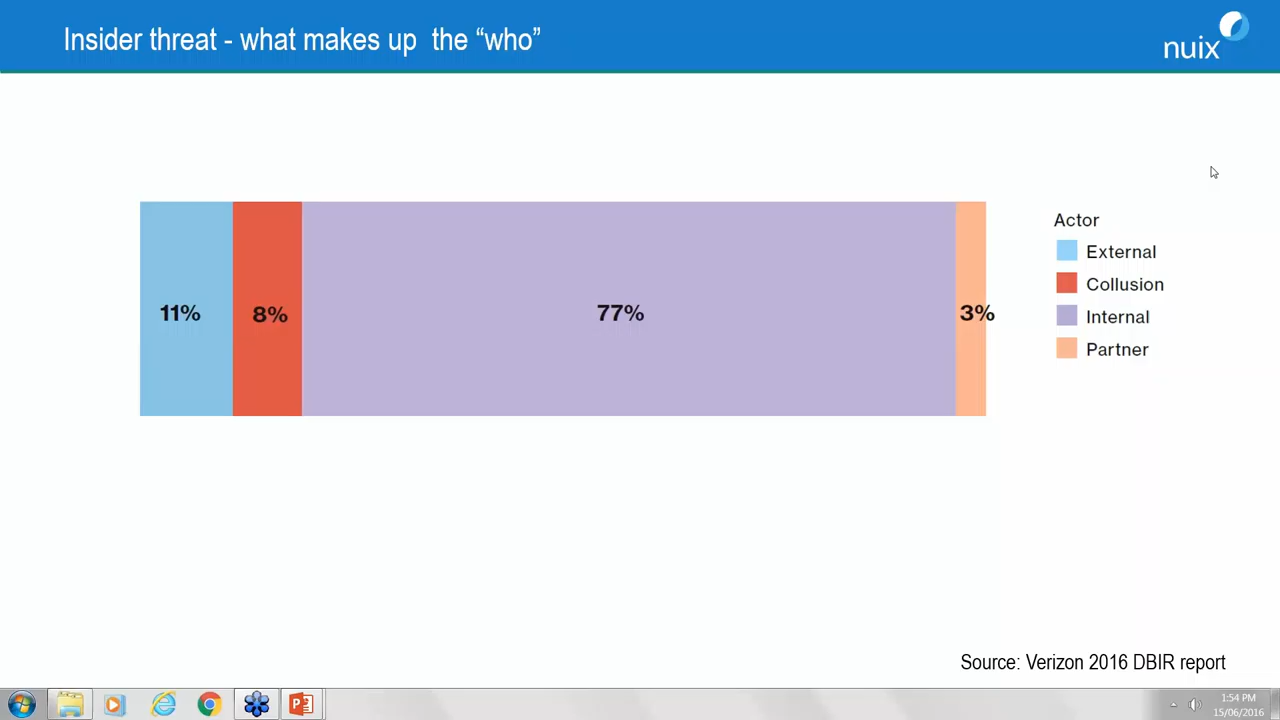 Insider threat - what makes up  the “who”
nuix
Actor
External
Collusion
Internal
Partner
11%
8%
77%
3%
Source: Verizon 2016 DBIR report
1:54 PM
15/06/2016